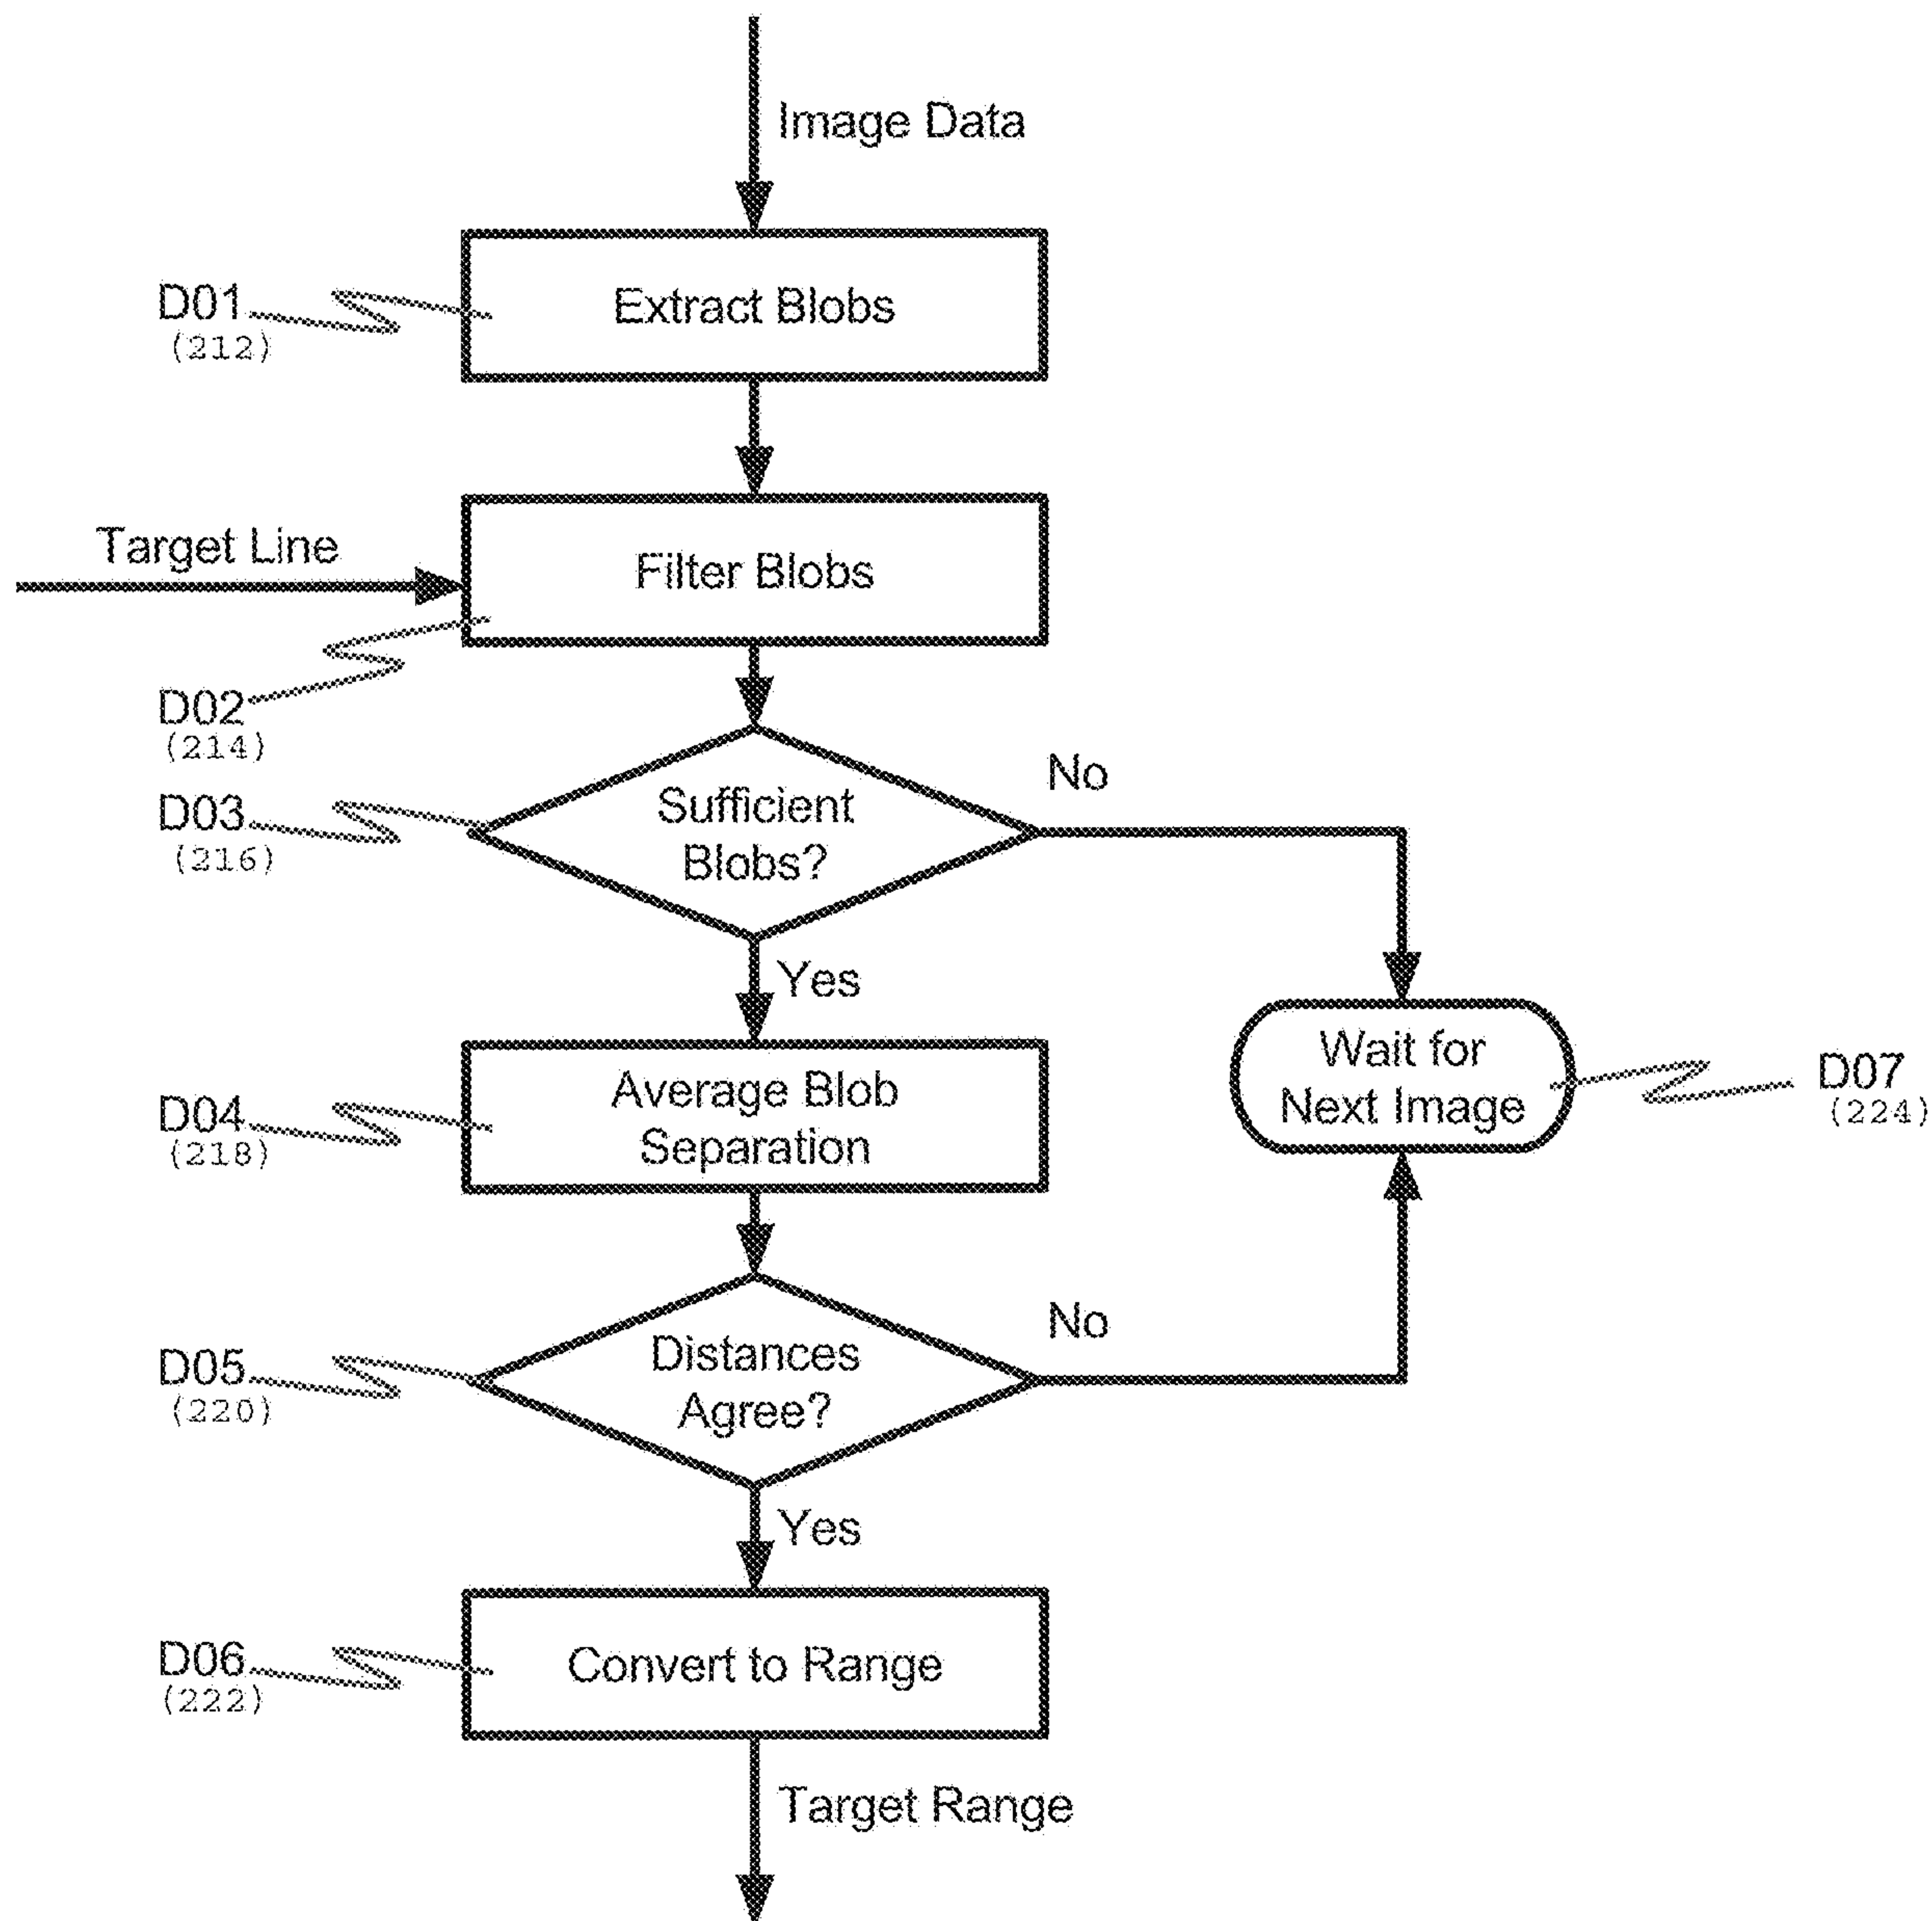 Image Data
D01
(212)
Extract Blobs
Target Line
Filter Blobs
D02
(214)
D03
(216)
Sufficient
Blobs?
No
Yes
D04
(218)
Average Blob
Separation
Wait for
Next Image
D07
(224)
D05
(220)
Distances
Agree?
No
Yes
D06
(222)
Convert to Range
Target Range